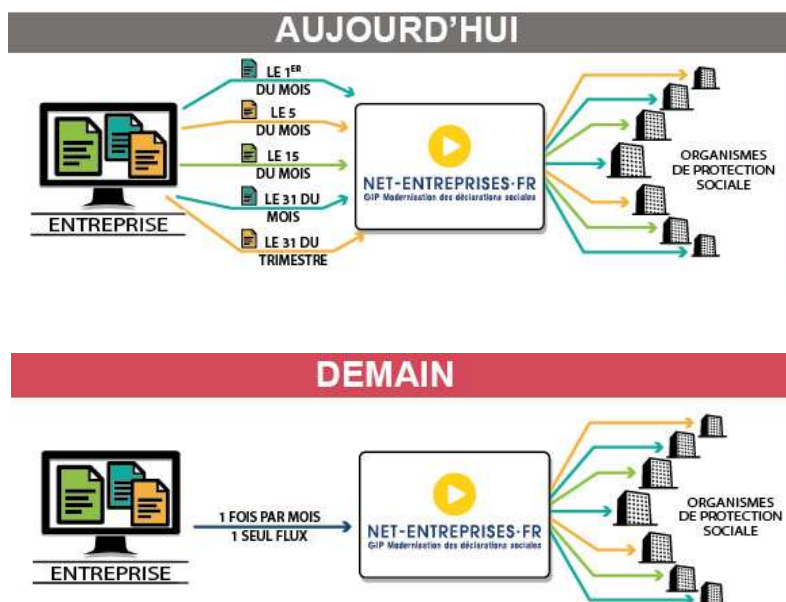 AUJOURD'HUI
LE 1ER
DU MOIS
LE 5
DU MOIS
LE 15
DU MOIS
LE 31 DU
MOIS
LE 31 DU
TRIMESTRE
ENTREPRISE
NET-ENTREPRISES·FR
GIP Modernisation des déclarations sociales
ORGANISMES
DE PROTECTION
SOCIALE
DEMAIN
ENTREPRISE
1 FOIS PAR MOIS
1 SEUL FLUX
NET-ENTREPRISES·FR
GIP Modernisation des déclarations sociales
ORGANISMES
DE PROTECTION
SOCIALE